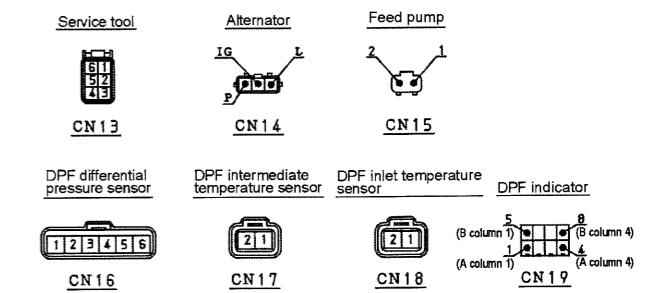 Service tool
Alternator
Feed pump
IG
L
2
1
6 1
5 2
4 3
P
CN13
CN14
CN15
DPF differential
pressure sensor
DPF intermediate
temperature sensor
DPF inlet temperature
sensor
DPF indicator
1 2 3 4 5 6
2 1
2 1
5
8
(B column 1)
(B column 4)
1
4
(A column 1)
(A column 4)
CN16
CN17
CN18
CN19